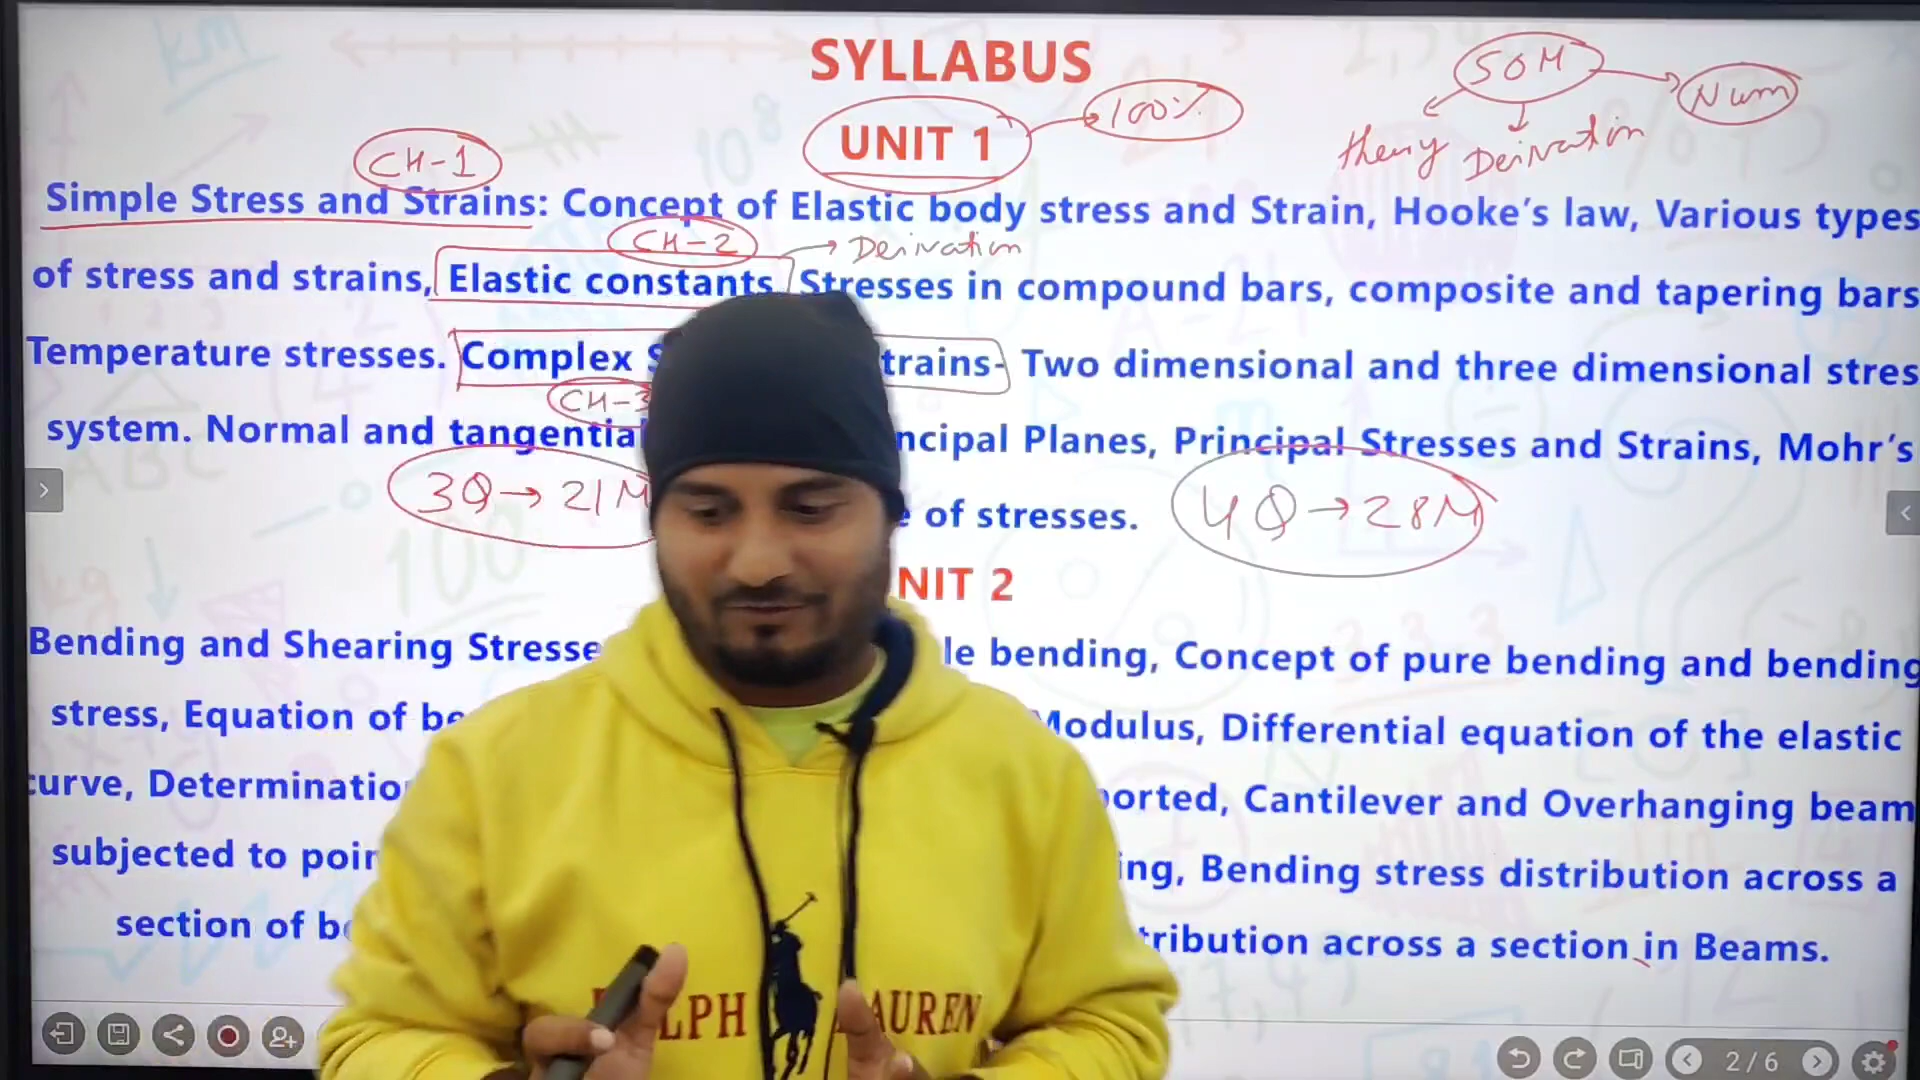 SYLLABUS
SOM
Num
100%
UNIT 1
theory Derivation
CH-1
Simple Stress and Strains: Concept of Elastic body stress and Strain, Hooke's law, Various types
CH-2 → Derivation
of stress and strains, Elastic constants, Stresses in compound bars, composite and tapering bars
Temperature stresses. Complex trains- Two dimensional and three dimensional stres
CH-3
system. Normal and tangentia ncipal Planes, Principal Stresses and Strains, Mohr's
3Q → 21M
e of stresses. 4Q → 28M
NIT 2
Bending and Shearing Stresse le bending, Concept of pure bending and bending
stress, Equation of be Modulus, Differential equation of the elastic
curve, Determinatio orted, Cantilever and Overhanging beam
subjected to poin ing, Bending stress distribution across a
section of be tribution across a section in Beams.
LPH AUREN
2/6